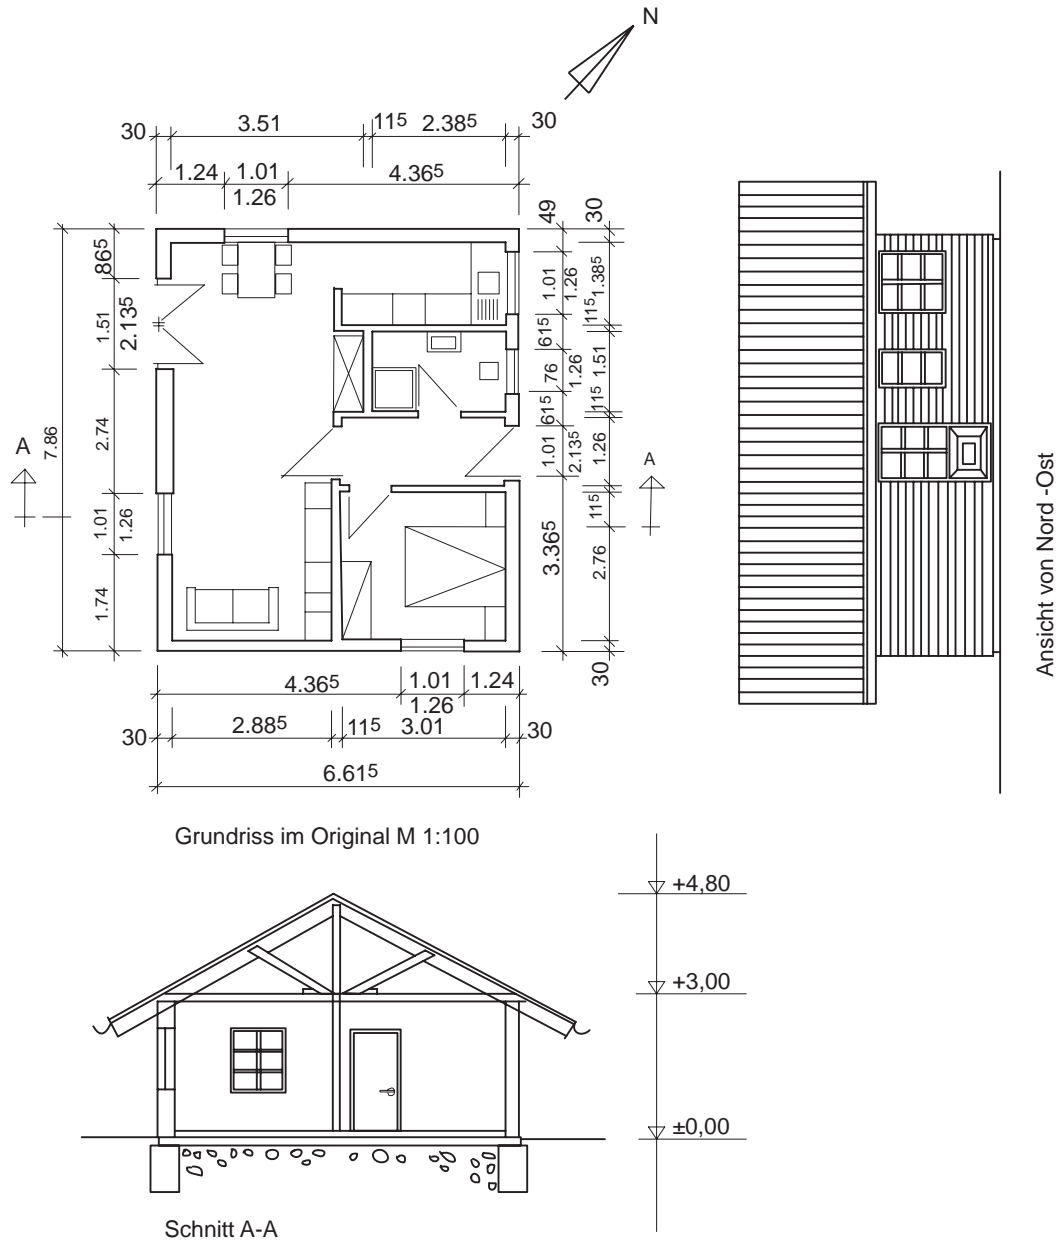 N
30 3.51 11⁵ 2.38⁵ 30
1.24 1.01 4.36⁵
1.26
49 30
86⁵ 1.01 1.26 1.38⁵
1.51 2.135 61⁵ 11⁵
76 1.26 1.51
2.74 61⁵ 11⁵
A 7.86 1.01 2.135 1.26 A
11⁵
1.01 1.26 3.36⁵ 2.76
1.74
30
4.36⁵ 1.01 1.24
1.26
30 2.88⁵ 11⁵ 3.01 30
6.61⁵
Grundriss im Original M 1:100
Ansicht von Nord -Ost
+4,80
+3,00
±0,00
Schnitt A-A